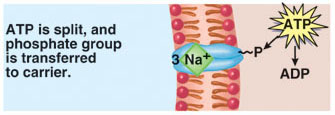 ATP is split, and
phosphate group
is transferred
to carrier.
3 Na+
P
ATP
ADP